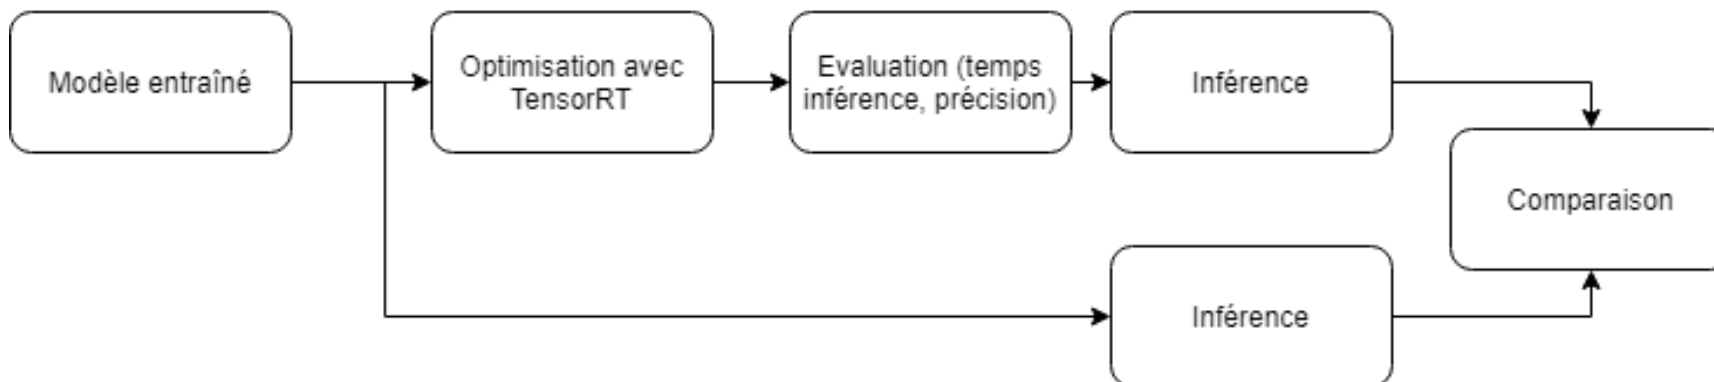 Modèle entraîné
Optimisation avec
TensorRT
Evaluation (temps
inférence, précision)
Inférence
Comparaison
Inférence